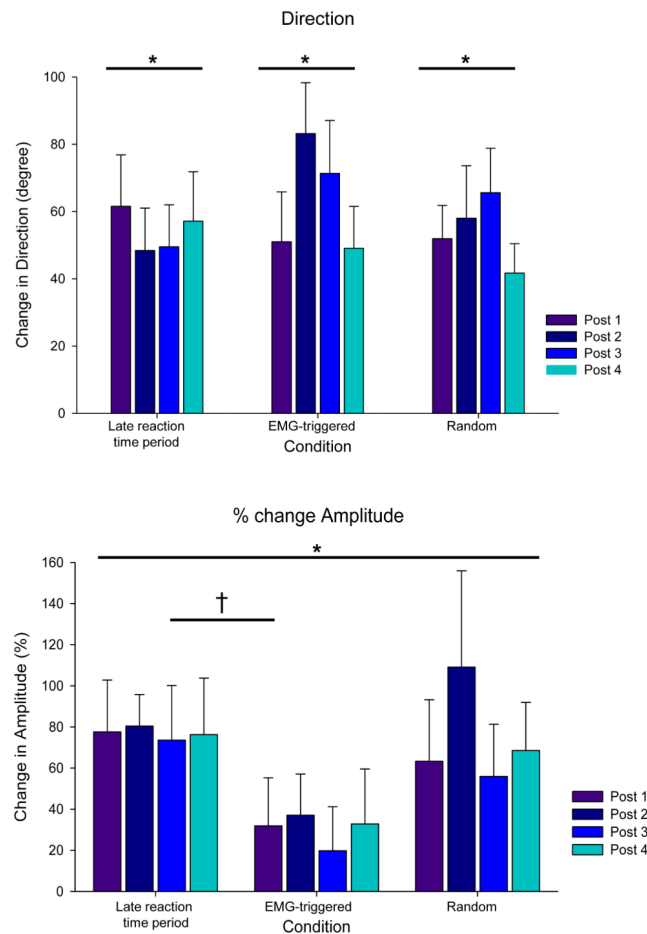 Direction
* * *
100
80
60
40
20
0
Change in Direction (degree)
Late reaction
time period
EMG-triggered
Random
Condition
Post 1
Post 2
Post 3
Post 4
% change Amplitude
*
†
160
140
120
100
80
60
40
20
0
Change in Amplitude (%)
Late reaction
time period
EMG-triggered
Random
Condition
Post 1
Post 2
Post 3
Post 4